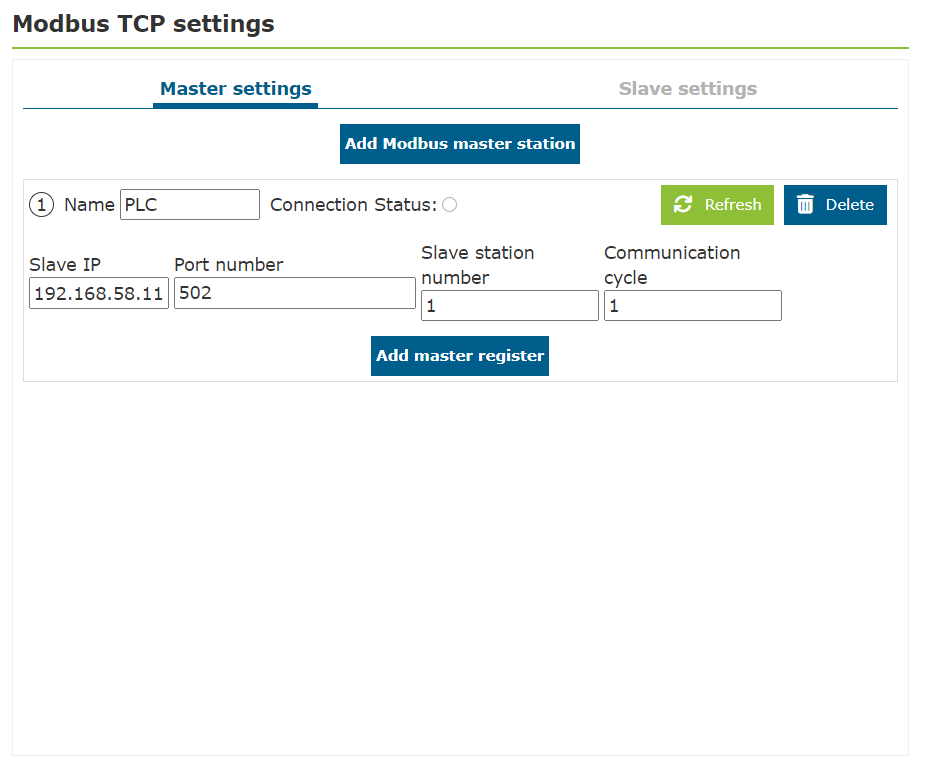 Modbus TCP settings
Master settings
Slave settings
Add Modbus master station
1 Name PLC Connection Status: Refresh Delete
Slave IP
Port number
Slave station
number
Communication
cycle
192.168.58.11
502
1
1
Add master register